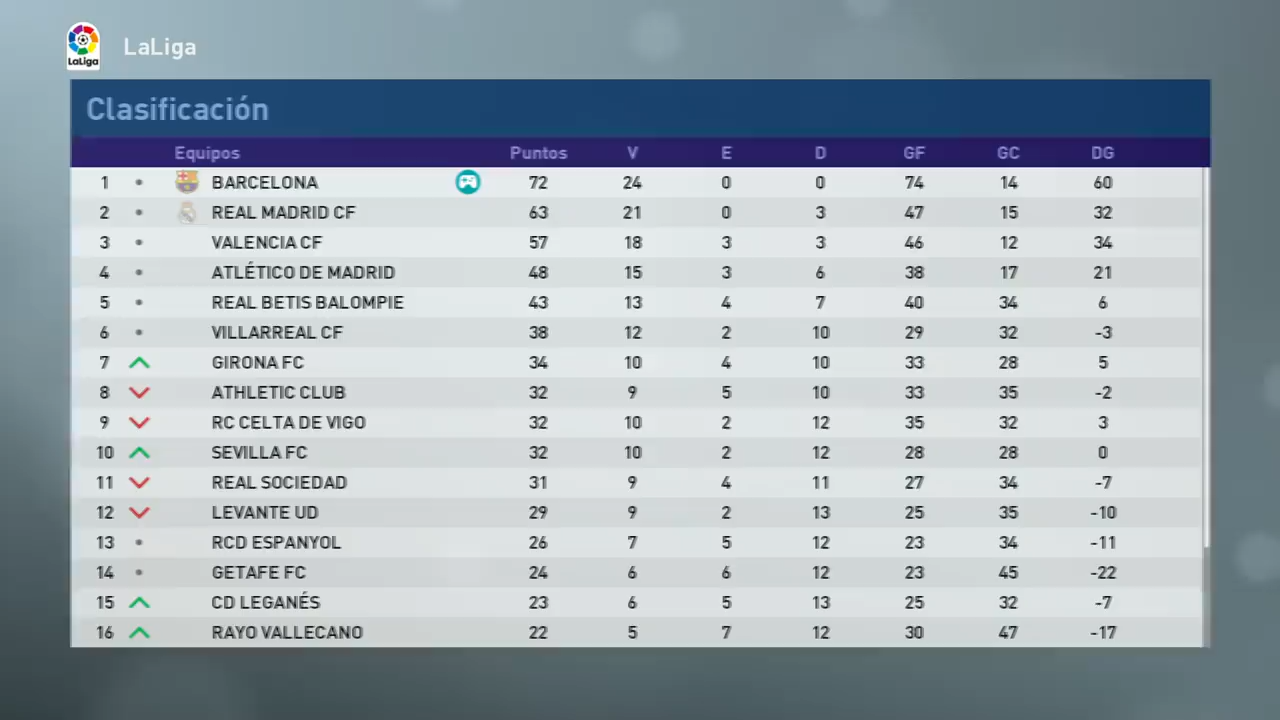 LaLiga
LaLiga
Clasificación
Equipos Puntos V E D GF GC DG
1 BARCELONA 72 24 0 0 74 14 60
2 REAL MADRID CF 63 21 0 3 47 15 32
3 VALENCIA CF 57 18 3 3 46 12 34
4 ATLÉTICO DE MADRID 48 15 3 6 38 17 21
5 REAL BETIS BALOMPIE 43 13 4 7 40 34 6
6 VILLARREAL CF 38 12 2 10 29 32 -3
7 GIRONA FC 34 10 4 10 33 28 5
8 ATHLETIC CLUB 32 9 5 10 33 35 -2
9 RC CELTA DE VIGO 32 10 2 12 35 32 3
10 SEVILLA FC 32 10 2 12 28 28 0
11 REAL SOCIEDAD 31 9 4 11 27 34 -7
12 LEVANTE UD 29 9 2 13 25 35 -10
13 RCD ESPANYOL 26 7 5 12 23 34 -11
14 GETAFE FC 24 6 6 12 23 45 -22
15 CD LEGANÉS 23 6 5 13 25 32 -7
16 RAYO VALLECANO 22 5 7 12 30 47 -17